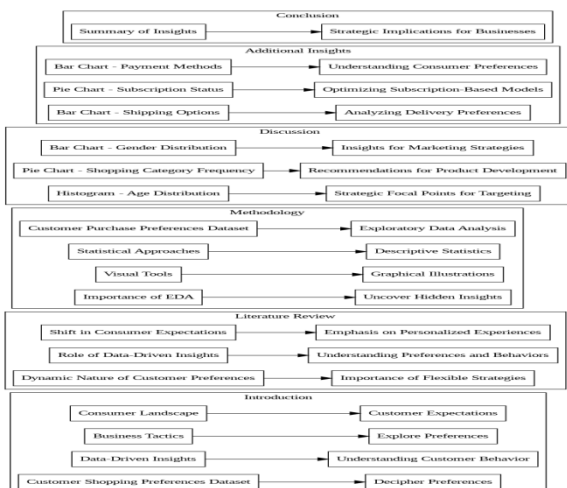 Conclusion
Summary of Insights Strategic Implications for Businesses
Additional Insights
Bar Chart - Payment Methods Understanding Consumer Preferences
Pie Chart - Subscription Status Optimizing Subscription-Based Models
Bar Chart - Shipping Options Analyzing Delivery Preferences
Discussion
Bar Chart - Gender Distribution Insights for Marketing Strategies
Pie Chart - Shopping Category Frequency Recommendations for Product Development
Histogram - Age Distribution Strategic Focal Points for Targeting
Methodology
Customer Purchase Preferences Dataset Exploratory Data Analysis
Statistical Approaches Descriptive Statistics
Visual Tools Graphical Illustrations
Importance of EDA Uncover Hidden Insights
Literature Review
Shift in Consumer Expectations Emphasis on Personalized Experiences
Role of Data-Driven Insights Understanding Preferences and Behaviors
Dynamic Nature of Customer Preferences Importance of Flexible Strategies
Introduction
Consumer Landscape Customer Expectations
Business Tactics Explore Preferences
Data-Driven Insights Understanding Customer Behavior
Customer Shopping Preferences Dataset Decipher Preferences